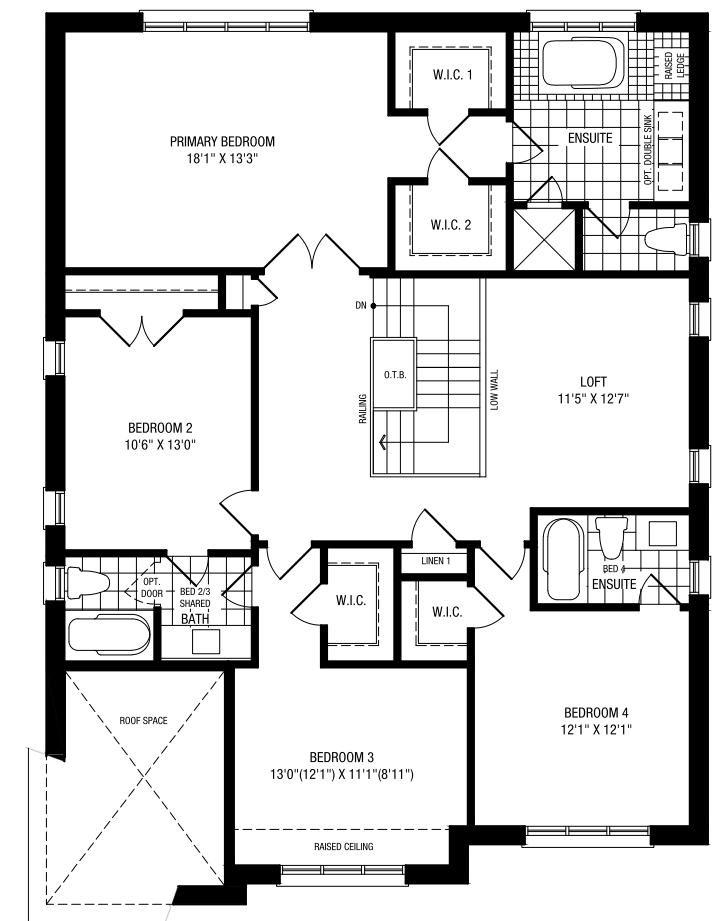 W.I.C. 1
RAISED
LEDGE
PRIMARY BEDROOM
18'1" X 13'3"
ENSUITE
OPT. DOUBLE SINK
W.I.C. 2
DN
O.T.B.
RAILING
LOW WALL
LOFT
11'5" X 12'7"
BEDROOM 2
10'6" X 13'0"
LINEN 1
BED 4
ENSUITE
OPT.
DOOR
BED 2/3
SHARED
BATH
W.I.C.
W.I.C.
ROOF SPACE
BEDROOM 4
12'1" X 12'1"
BEDROOM 3
13'0"(12'1") X 11'1"(8'11")
RAISED CEILING